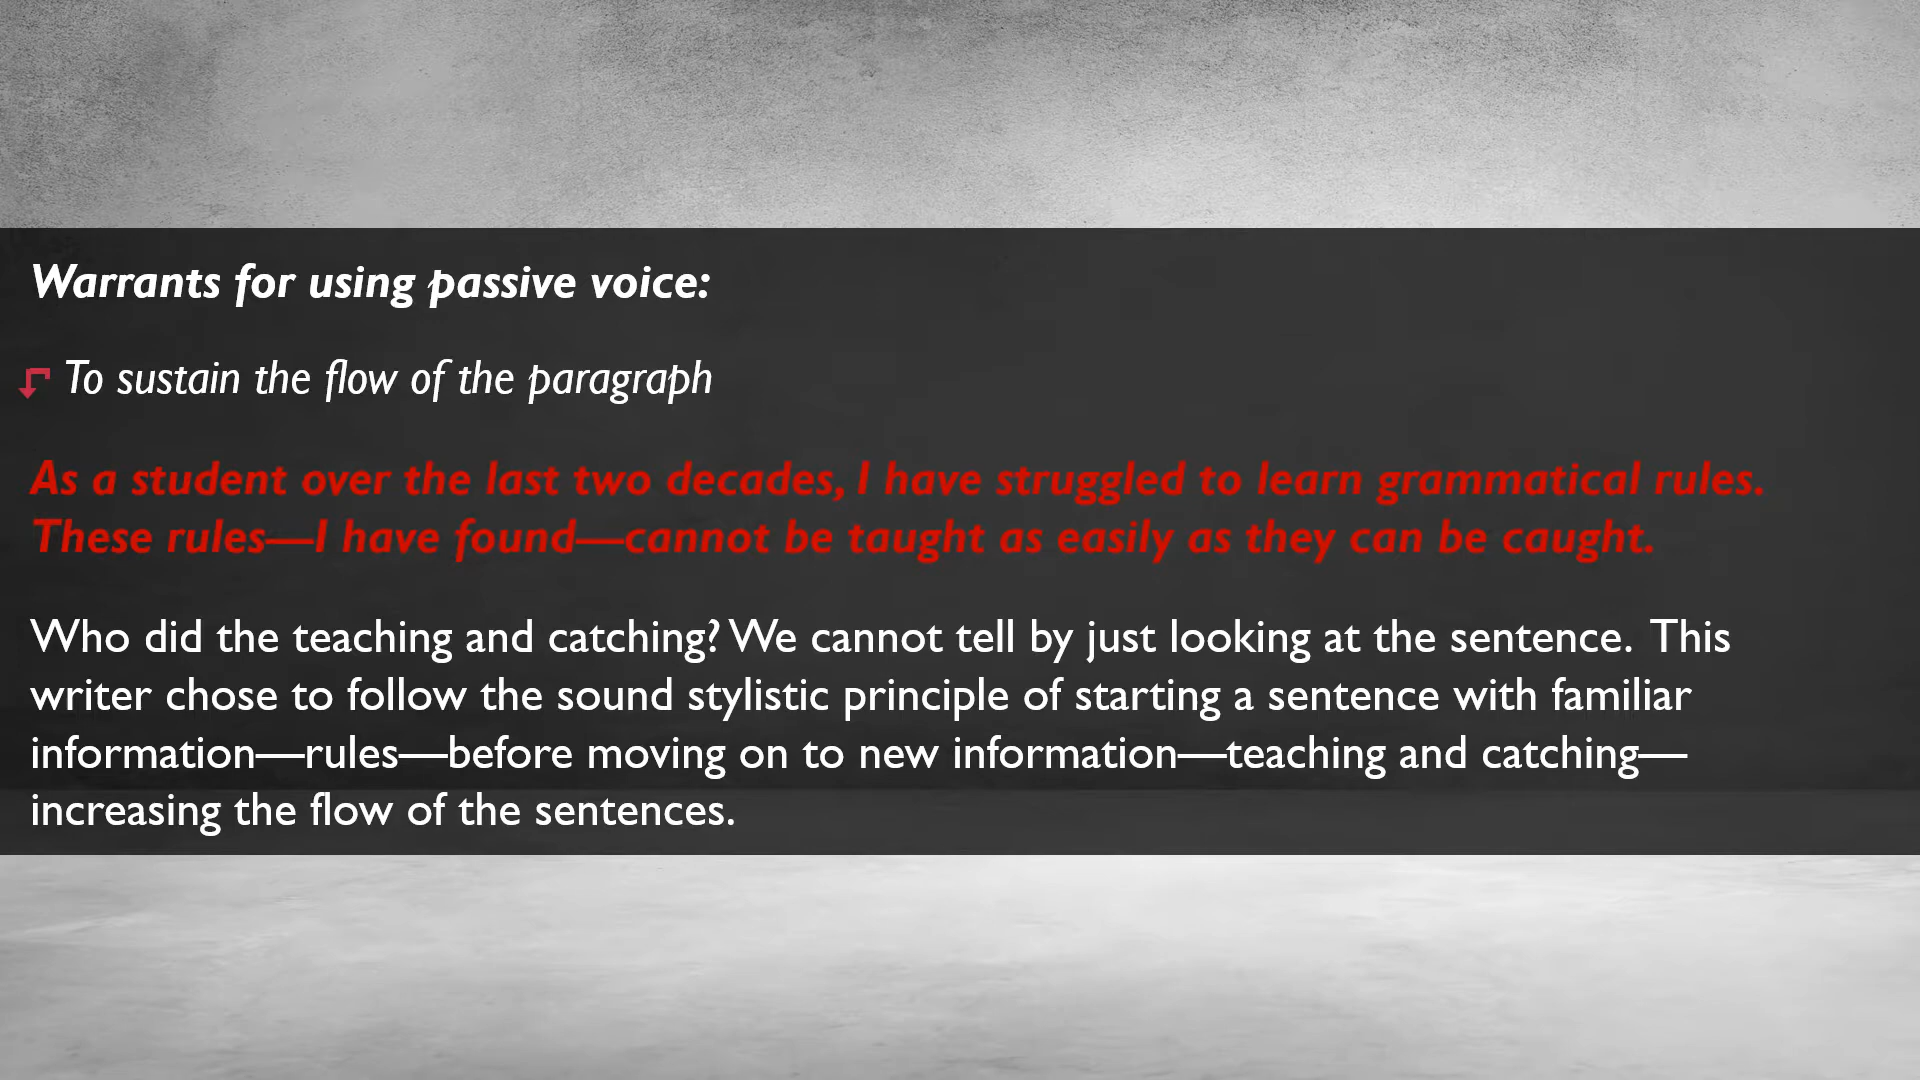 Warrants for using passive voice:
To sustain the flow of the paragraph
As a student over the last two decades, I have struggled to learn grammatical rules.
These rules—I have found—cannot be taught as easily as they can be caught.
Who did the teaching and catching? We cannot tell by just looking at the sentence. This
writer chose to follow the sound stylistic principle of starting a sentence with familiar
information—rules—before moving on to new information—teaching and catching—
increasing the flow of the sentences.